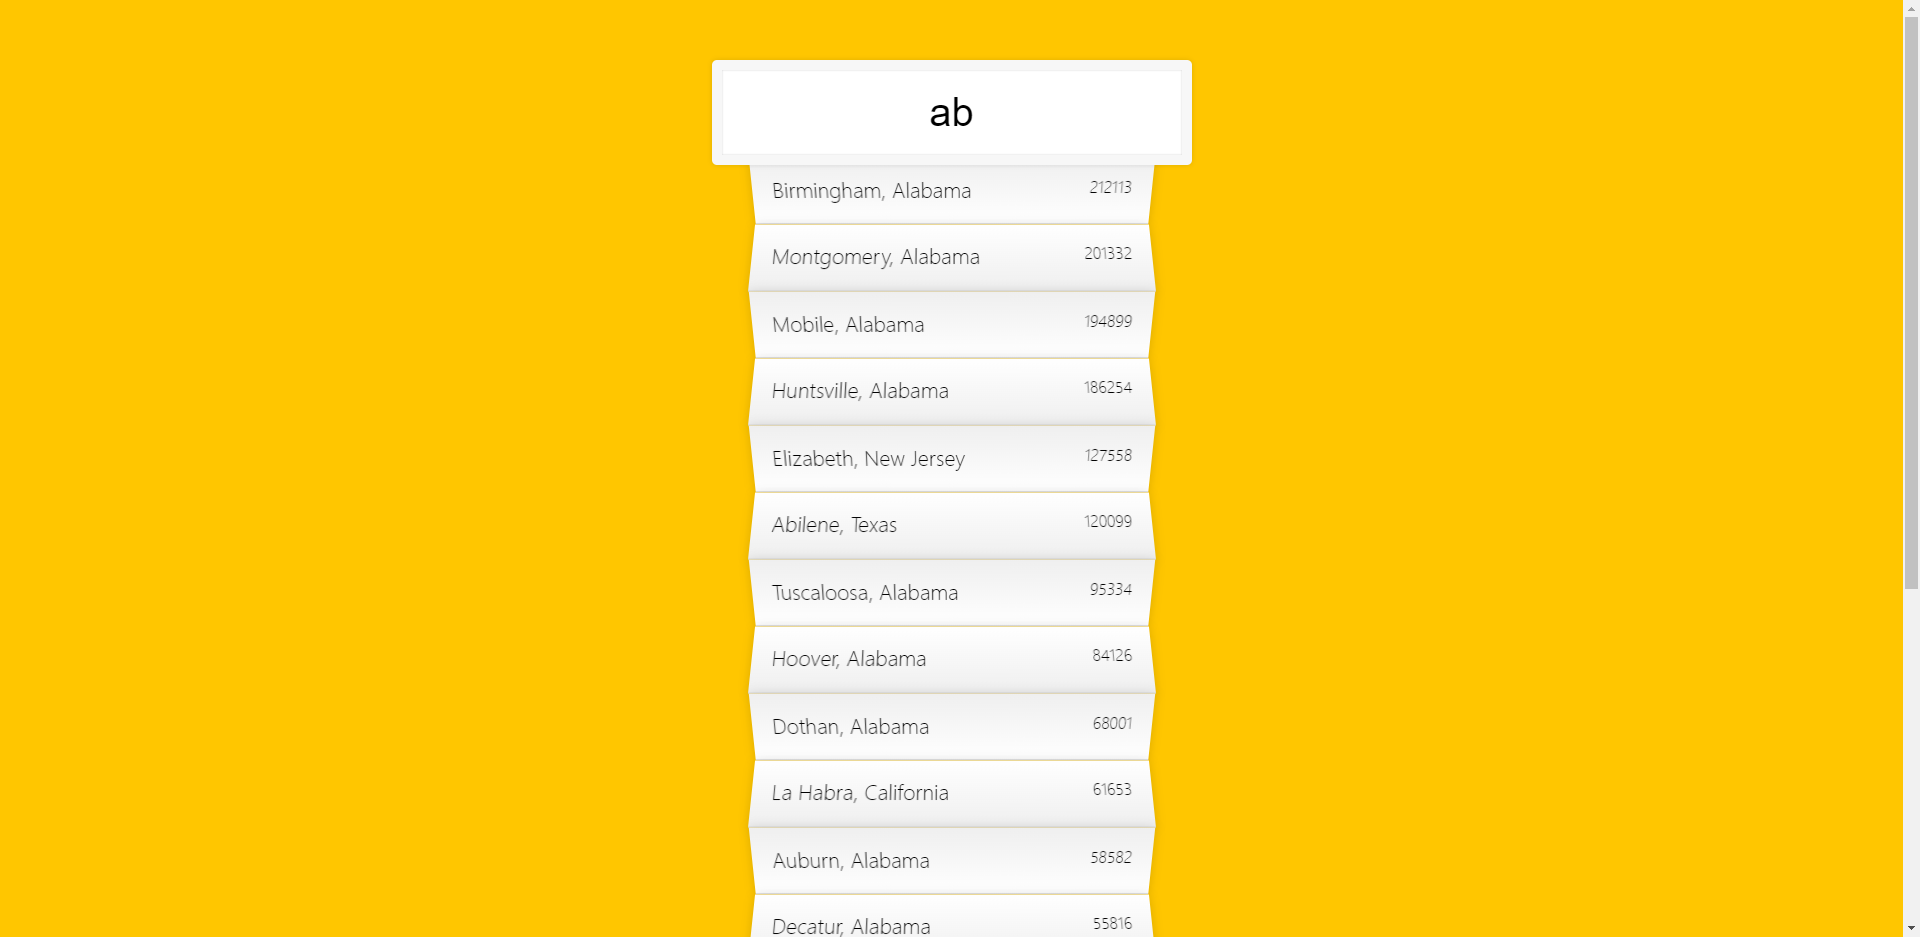 ab
Birmingham, Alabama 212113
Montgomery, Alabama 201332
Mobile, Alabama 194899
Huntsville, Alabama 186254
Elizabeth, New Jersey 127558
Abilene, Texas 120099
Tuscaloosa, Alabama 95334
Hoover, Alabama 84126
Dothan, Alabama 68001
La Habra, California 61653
Auburn, Alabama 58582
Decatur, Alabama 55816